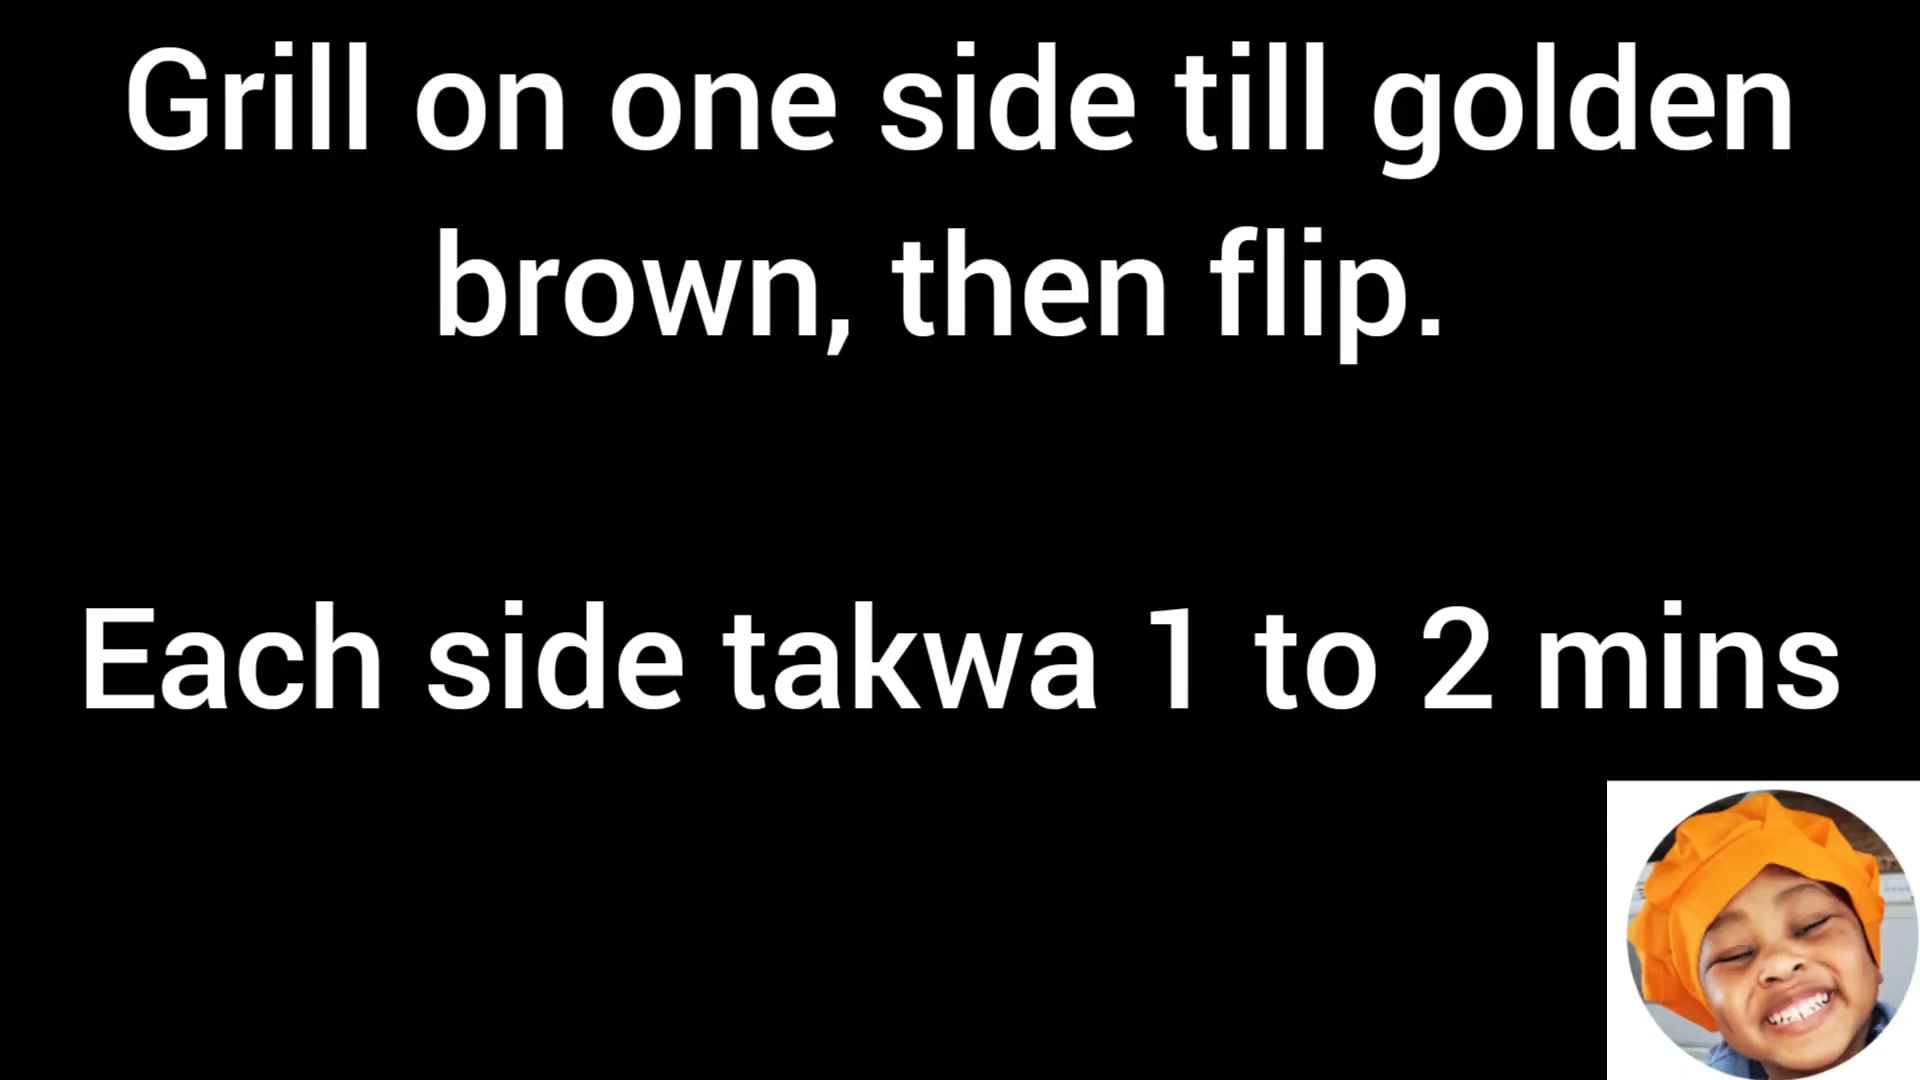 Grill on one side till golden
brown, then flip.
Each side takwa 1 to 2 mins